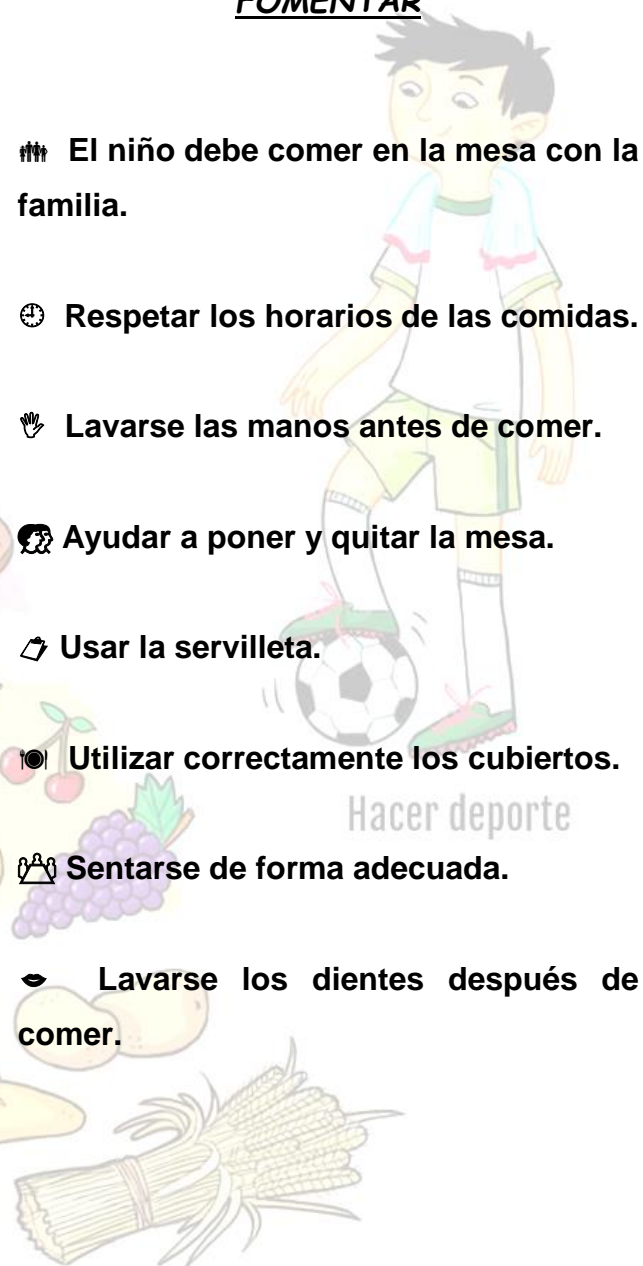 FOMENTAR
El niño debe comer en la mesa con la
familia.
Respetar los horarios de las comidas.
Lavarse las manos antes de comer.
Ayudar a poner y quitar la mesa.
Usar la servilleta.
Utilizar correctamente los cubiertos.
Hacer deporte
Sentarse de forma adecuada.
Lavarse los dientes después de
comer.